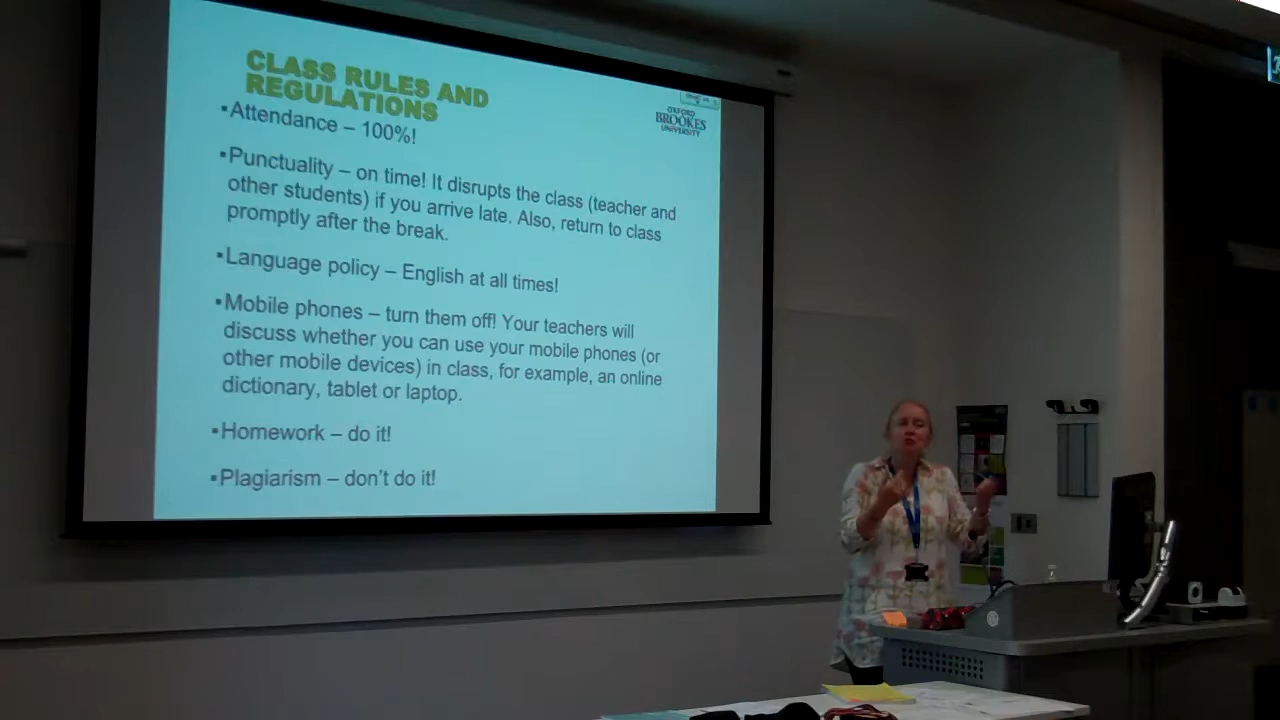 CLASS RULES AND
REGULATIONS
▪Attendance – 100%!
▪Punctuality – on time! It disrupts the class (teacher and
other students) if you arrive late. Also, return to class
promptly after the break.
▪Language policy – English at all times!
▪Mobile phones – turn them off! Your teachers will
discuss whether you can use your mobile phones (or
other mobile devices) in class, for example, an online
dictionary, tablet or laptop.
▪Homework – do it!
▪Plagiarism – don't do it!
OXFORD
BROOKES
UNIVERSITY